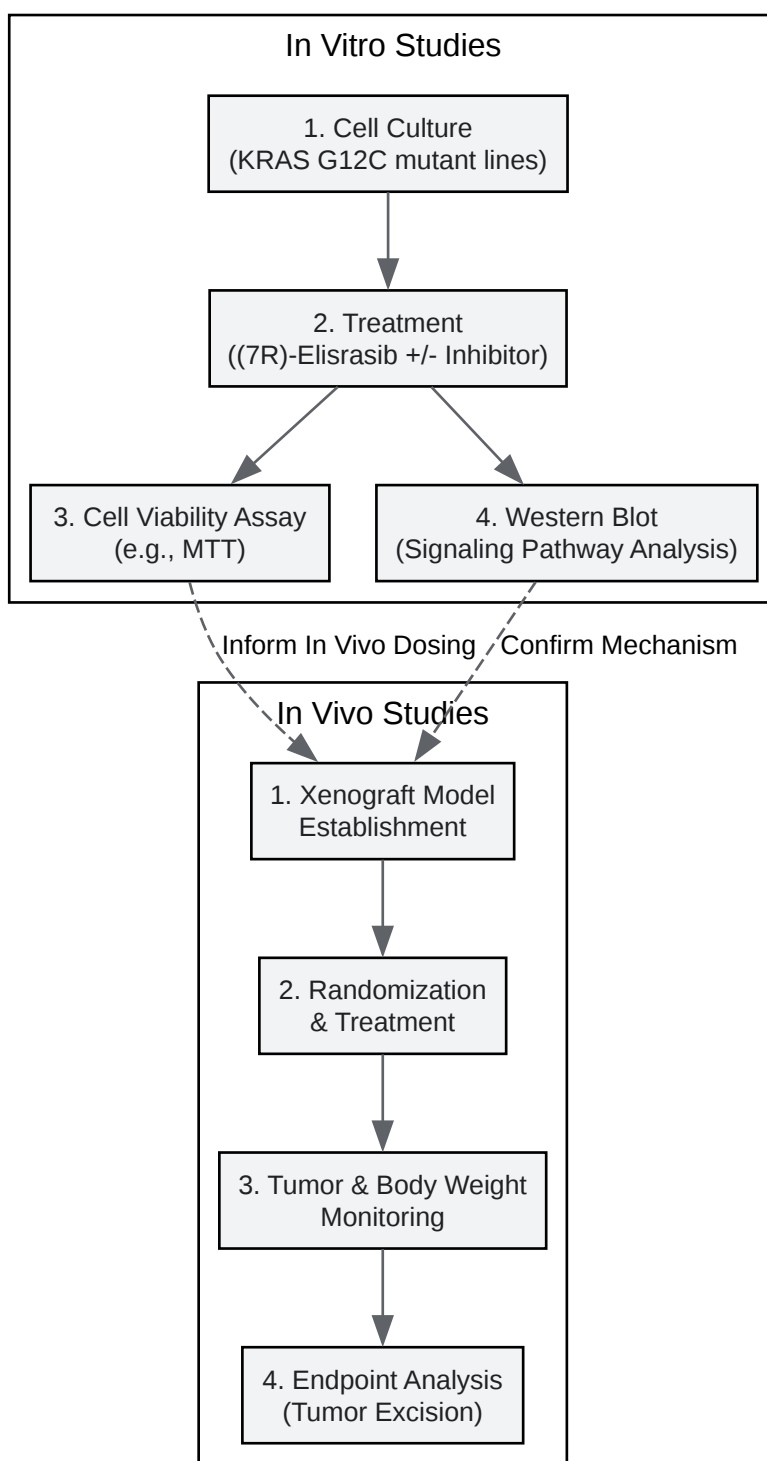 In Vitro Studies
1. Cell Culture
(KRAS G12C mutant lines)
2. Treatment
((7R)-Elisrasib +/- Inhibitor)
3. Cell Viability Assay
(e.g., MTT)
4. Western Blot
(Signaling Pathway Analysis)
Inform In Vivo Dosing
Confirm Mechanism
In Vivo Studies
1. Xenograft Model
Establishment
2. Randomization
& Treatment
3. Tumor & Body Weight
Monitoring
4. Endpoint Analysis
(Tumor Excision)